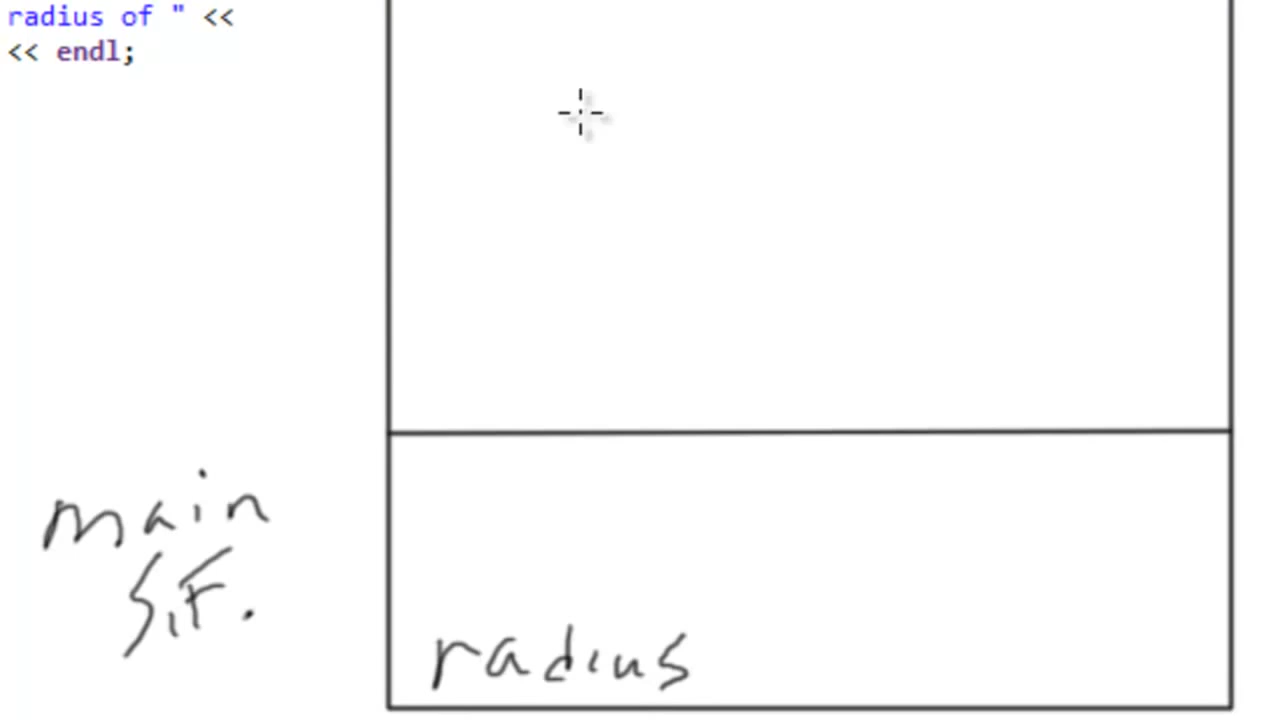 radius of " <<
<< endl;
main
S.F.
radius